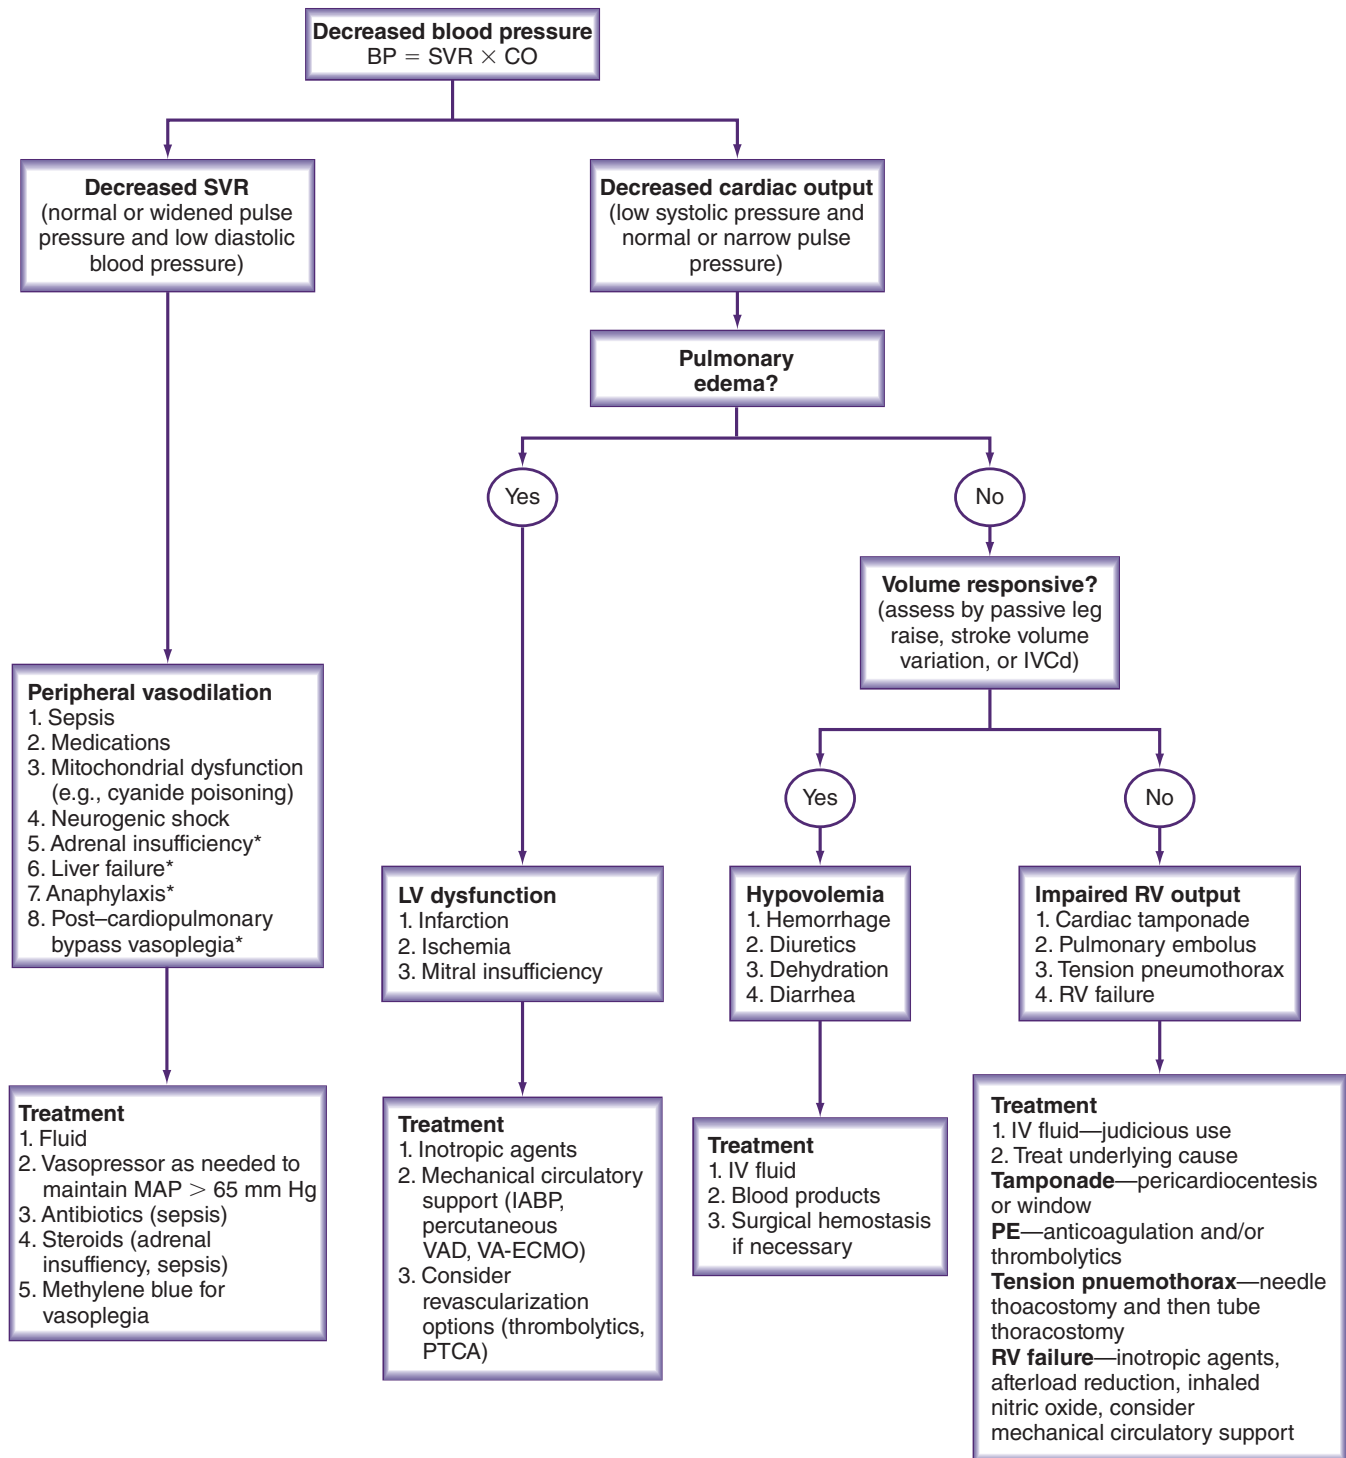 Decreased blood pressure
BP = SVR × CO
Decreased SVR
(normal or widened pulse
pressure and low diastolic
blood pressure)
Decreased cardiac output
(low systolic pressure and
normal or narrow pulse
pressure)
Pulmonary
edema?
Yes
No
Volume responsive?
(assess by passive leg
raise, stroke volume
variation, or IVCd)
Yes
No
Peripheral vasodilation
1. Sepsis
2. Medications
3. Mitochondrial dysfunction
(e.g., cyanide poisoning)
4. Neurogenic shock
5. Adrenal insufficiency*
6. Liver failure*
7. Anaphylaxis*
8. Post–cardiopulmonary
bypass vasoplegia*
LV dysfunction
1. Infarction
2. Ischemia
3. Mitral insufficiency
Hypovolemia
1. Hemorrhage
2. Diuretics
3. Dehydration
4. Diarrhea
Impaired RV output
1. Cardiac tamponade
2. Pulmonary embolus
3. Tension pneumothorax
4. RV failure
Treatment
1. Fluid
2. Vasopressor as needed to
maintain MAP > 65 mm Hg
3. Antibiotics (sepsis)
4. Steroids (adrenal
insuffiency, sepsis)
5. Methylene blue for
vasoplegia
Treatment
1. Inotropic agents
2. Mechanical circulatory
support (IABP,
percutaneous
VAD, VA-ECMO)
3. Consider
revascularization
options (thrombolytics,
PTCA)
Treatment
1. IV fluid
2. Blood products
3. Surgical hemostasis
if necessary
Treatment
1. IV fluid—judicious use
2. Treat underlying cause
Tamponade—pericardiocentesis
or window
PE—anticoagulation and/or
thrombolytics
Tension pnuemothorax—needle
thoacostomy and then tube
thoracostomy
RV failure—inotropic agents,
afterload reduction, inhaled
nitric oxide, consider
mechanical circulatory support